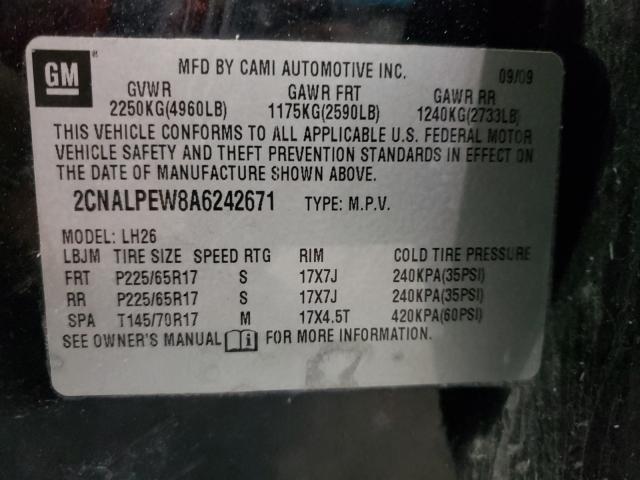 GM ® MFD BY CAMI AUTOMOTIVE INC. 09/09
GVWR GAWR FRT GAWR RR
2250KG(4960LB) 1175KG(2590LB) 1240KG(2733LB)
THIS VEHICLE CONFORMS TO ALL APPLICABLE U.S. FEDERAL MOTOR
VEHICLE SAFETY AND THEFT PREVENTION STANDARDS IN EFFECT ON
THE DATE OF MANUFACTURE SHOWN ABOVE.
2CNALPEW8A6242671 TYPE: M.P.V.
MODEL: LH26
LBJM TIRE SIZE SPEED RTG RIM COLD TIRE PRESSURE
FRT P225/65R17 S 17X7J 240KPA(35PSI)
RR P225/65R17 S 17X7J 240KPA(35PSI)
SPA T145/70R17 M 17X4.5T 420KPA(60PSI)
SEE OWNER'S MANUAL FOR MORE INFORMATION.